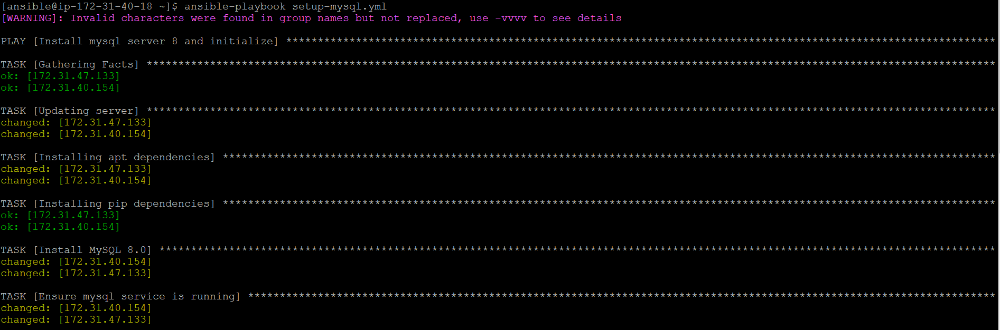 [ansible@ip-172-31-40-18 ~]$ ansible-playbook setup-mysql.yml
[WARNING]: Invalid characters were found in group names but not replaced, use -vvvv to see details
PLAY [Install mysql server 8 and initialize] ****************************************************************************************************************
TASK [Gathering Facts] **************************************************************************************************************************************
ok: [172.31.47.133]
ok: [172.31.40.154]
TASK [Updating server] **************************************************************************************************************************************
changed: [172.31.47.133]
changed: [172.31.40.154]
TASK [Installing apt dependencies] **************************************************************************************************************************
changed: [172.31.47.133]
changed: [172.31.40.154]
TASK [Installing pip dependencies] **************************************************************************************************************************
ok: [172.31.47.133]
ok: [172.31.40.154]
TASK [Install MySQL 8.0] ************************************************************************************************************************************
changed: [172.31.40.154]
changed: [172.31.47.133]
TASK [Ensure mysql service is running] **********************************************************************************************************************
changed: [172.31.40.154]
changed: [172.31.47.133]